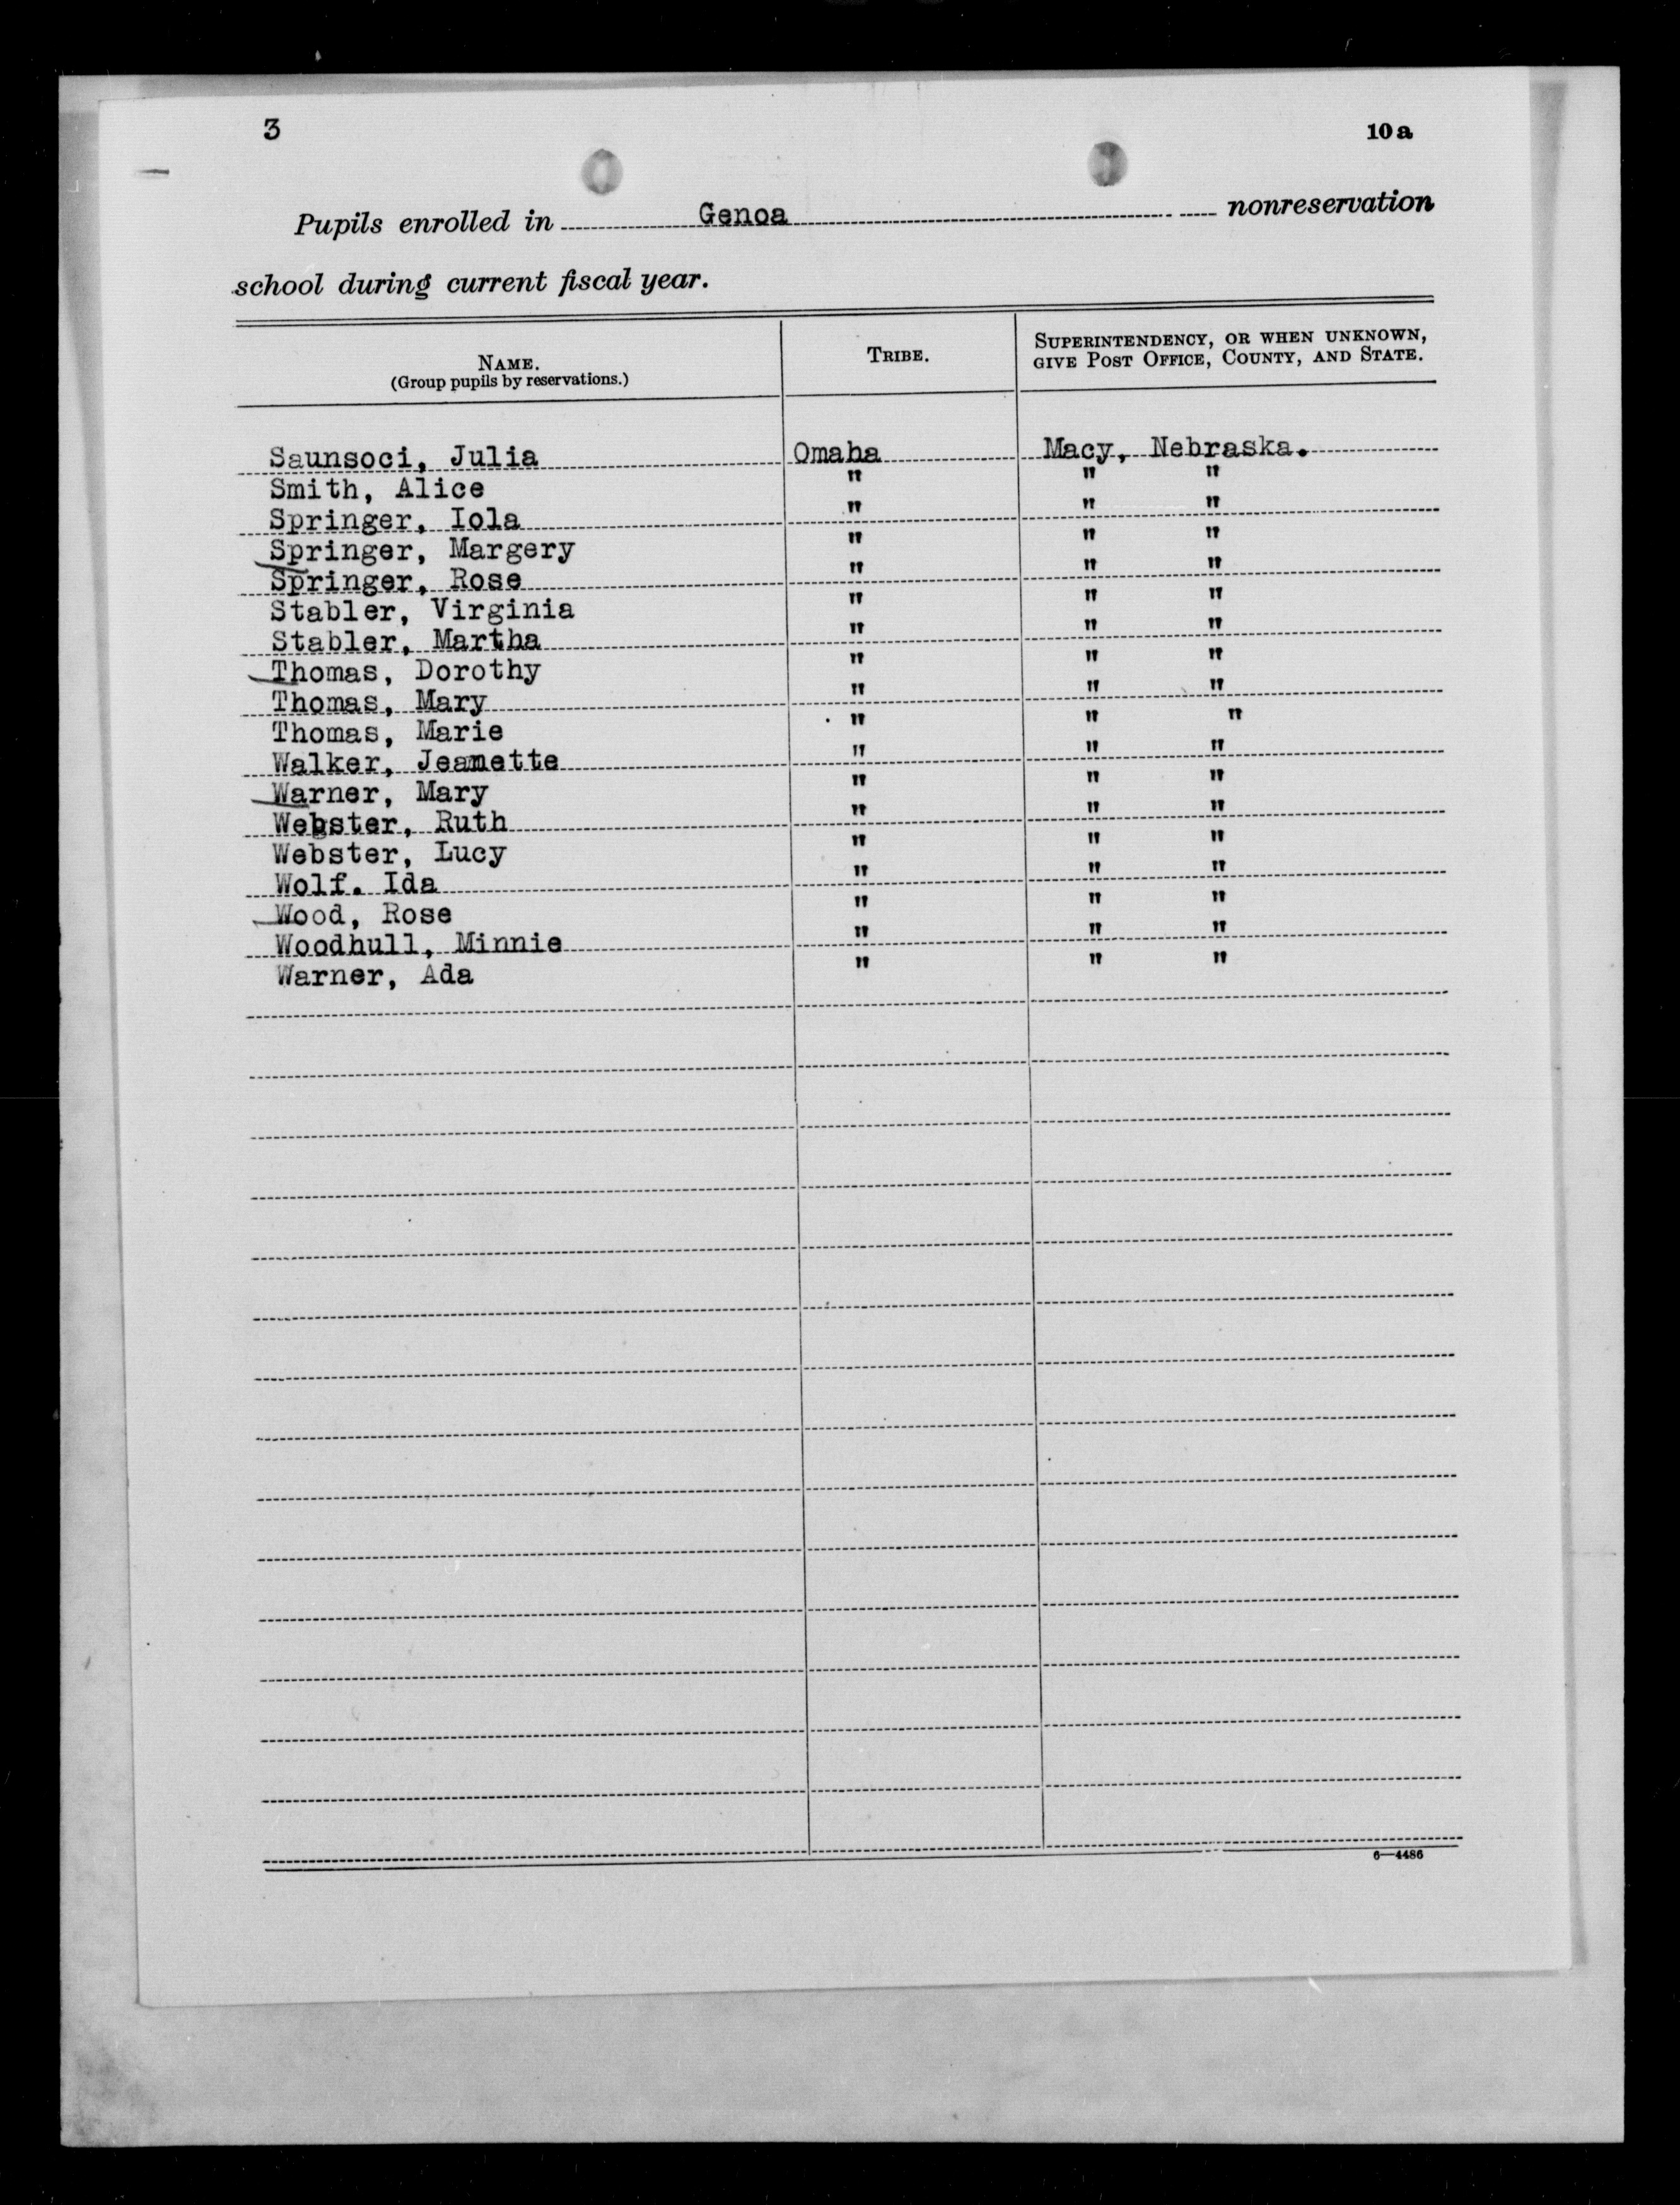 3
10 a
Pupils enrolled in Genoa nonreservation
school during current fiscal year.
NAME. TRIBE. SUPERINTENDENCY, OR WHEN UNKNOWN,
(Group pupils by reservations.) GIVE POST OFFICE, COUNTY, AND STATE.
Saunsoci, Julia Omaha Macy, Nebraska.
Smith, Alice " " "
Springer, Iola " " "
Springer, Margery " " "
Springer, Rose " " "
Stabler, Virginia " " "
Stabler, Martha " " "
Thomas, Dorothy " " "
Thomas, Mary " " "
Thomas, Marie " " "
Walker, Jeanette " " "
Warner, Mary " " "
Webster, Ruth " " "
Webster, Lucy " " "
Wolf. Ida " " "
Wood, Rose " " "
Woodhull, Minnie " " "
Warner, Ada " " "
6—4486